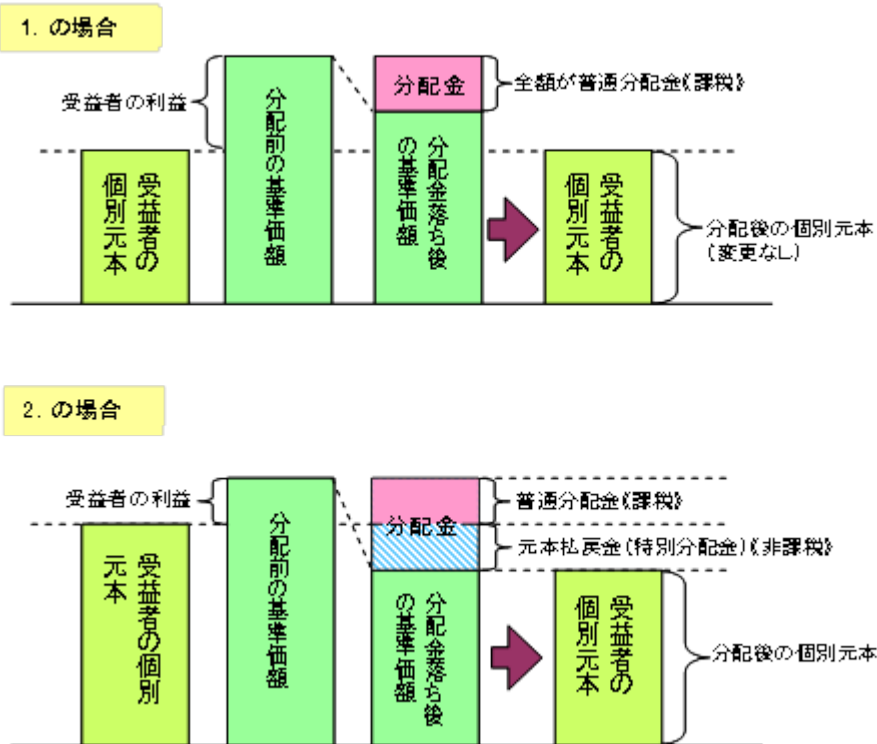 1. の場合
受益者の利益
分配金
全額が普通分配金《課税》
受益者の
個別元本
分配前の基準価額
分配金落ち後
の基準価額
受益者の
個別元本
分配後の個別元本
(変更なし)
2. の場合
受益者の利益
分配金
普通分配金《課税》
元本払戻金(特別分配金)《非課税》
受益者の個別
元本
分配前の基準価額
分配金落ち後
の基準価額
受益者の
個別元本
分配後の個別元本